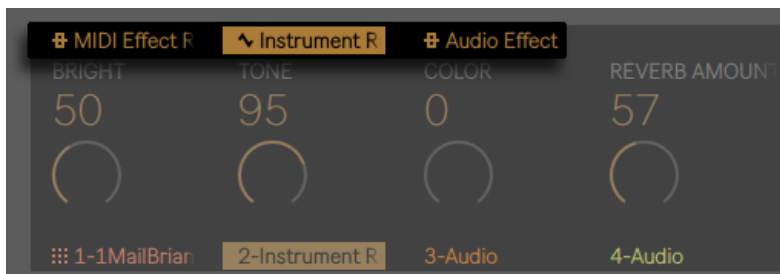 MIDI Effect R Instrument R Audio Effect
BRIGHT TONE COLOR REVERB AMOUNT
50 95 0 57
1-1MailBrian 2-Instrument R 3-Audio 4-Audio